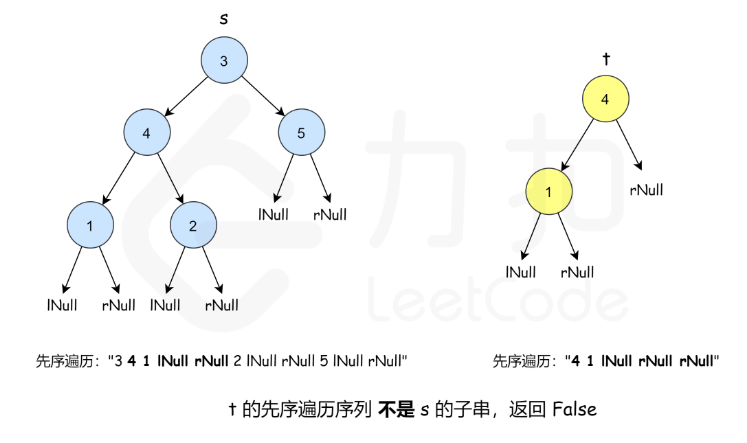 s
t
3
4
4
5
1
rNull
1
2
lNull rNull
lNull rNull
lNull rNull lNull rNull
力扣
LeetCode
先序遍历："3 4 1 lNull rNull 2 lNull rNull 5 lNull rNull"
先序遍历："4 1 lNull rNull rNull"
t 的先序遍历序列 不是 s 的子串，返回 False